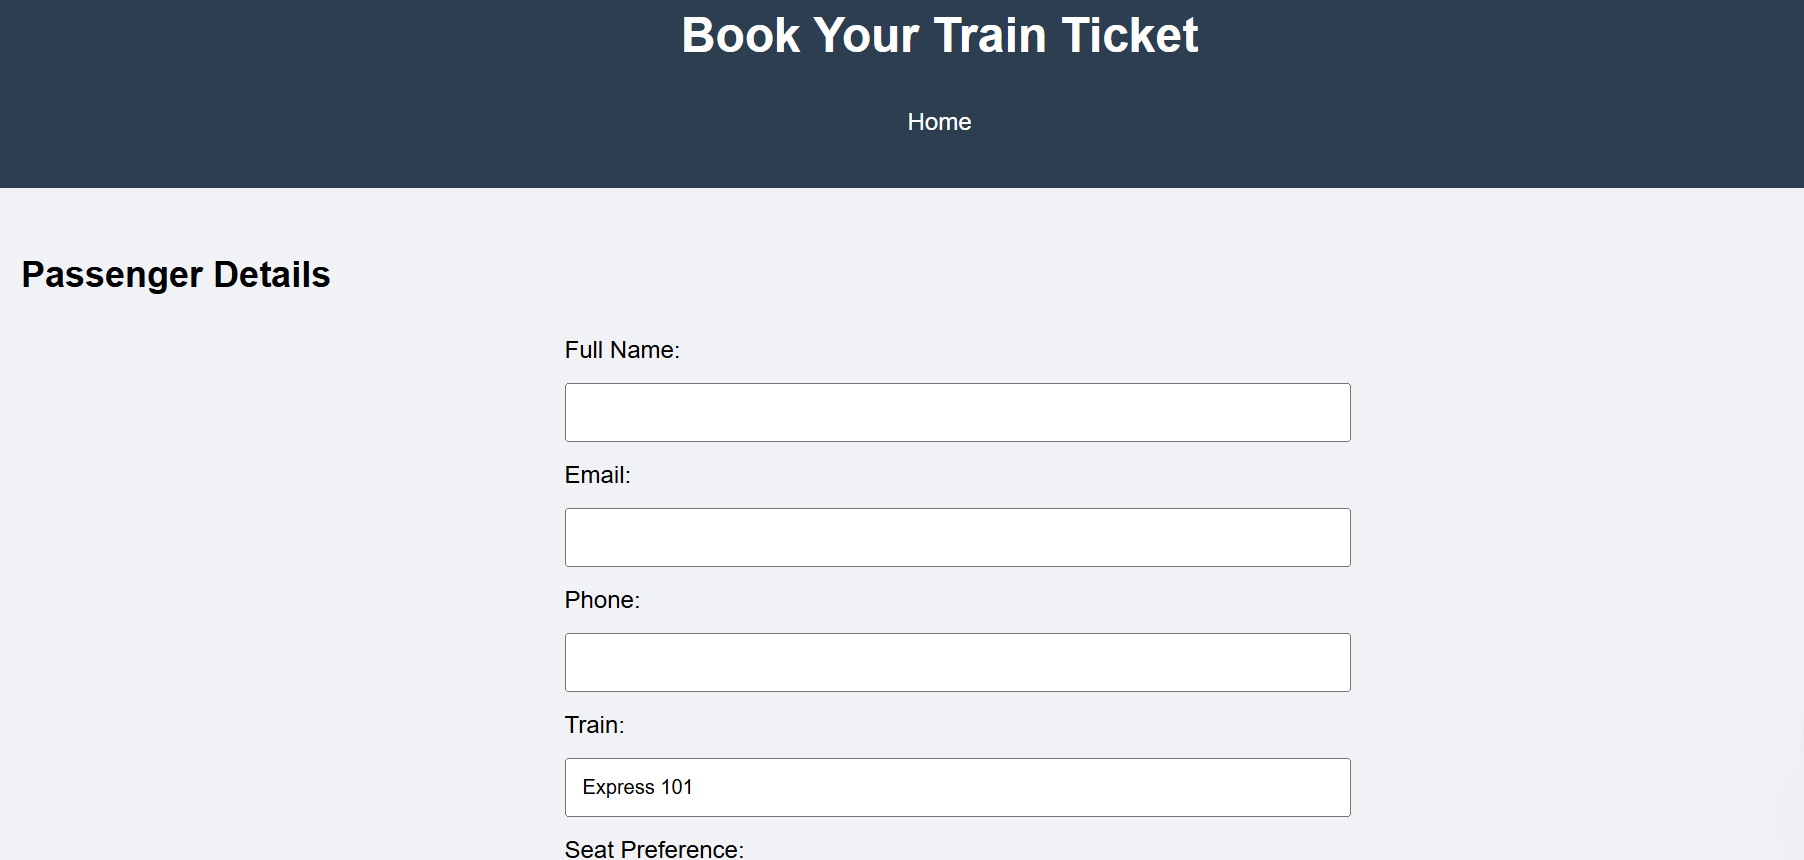 Book Your Train Ticket
Home
Passenger Details
Full Name:
Email:
Phone:
Train:
Express 101
Seat Preference: